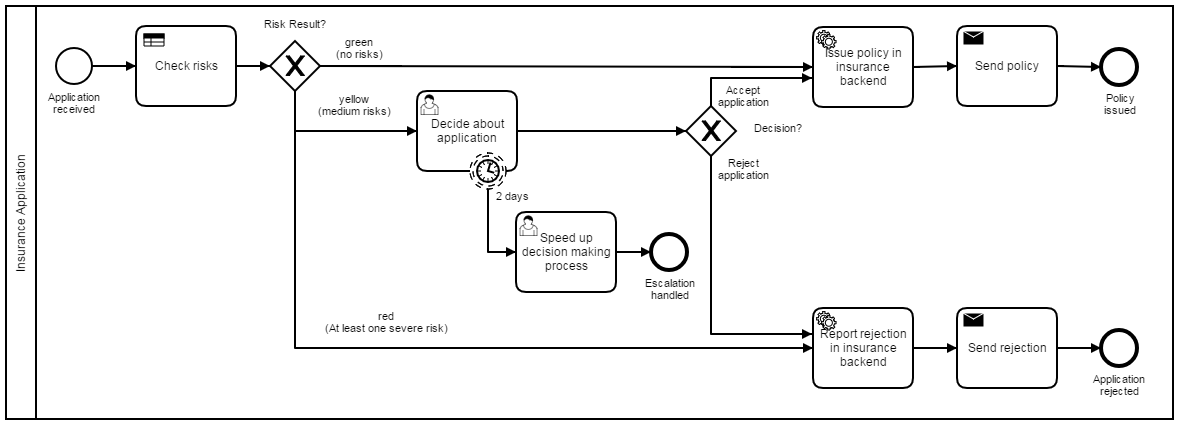 Insurance Application
Application
received
Check risks
Risk Result?
green
(no risks)
yellow
(medium risks)
red
(At least one severe risk)
Decide about
application
2 days
Speed up
decision making
process
Escalation
handled
Decision?
Accept
application
Reject
application
Issue policy in
insurance
backend
Send policy
Policy
issued
Report rejection
in insurance
backend
Send rejection
Application
rejected